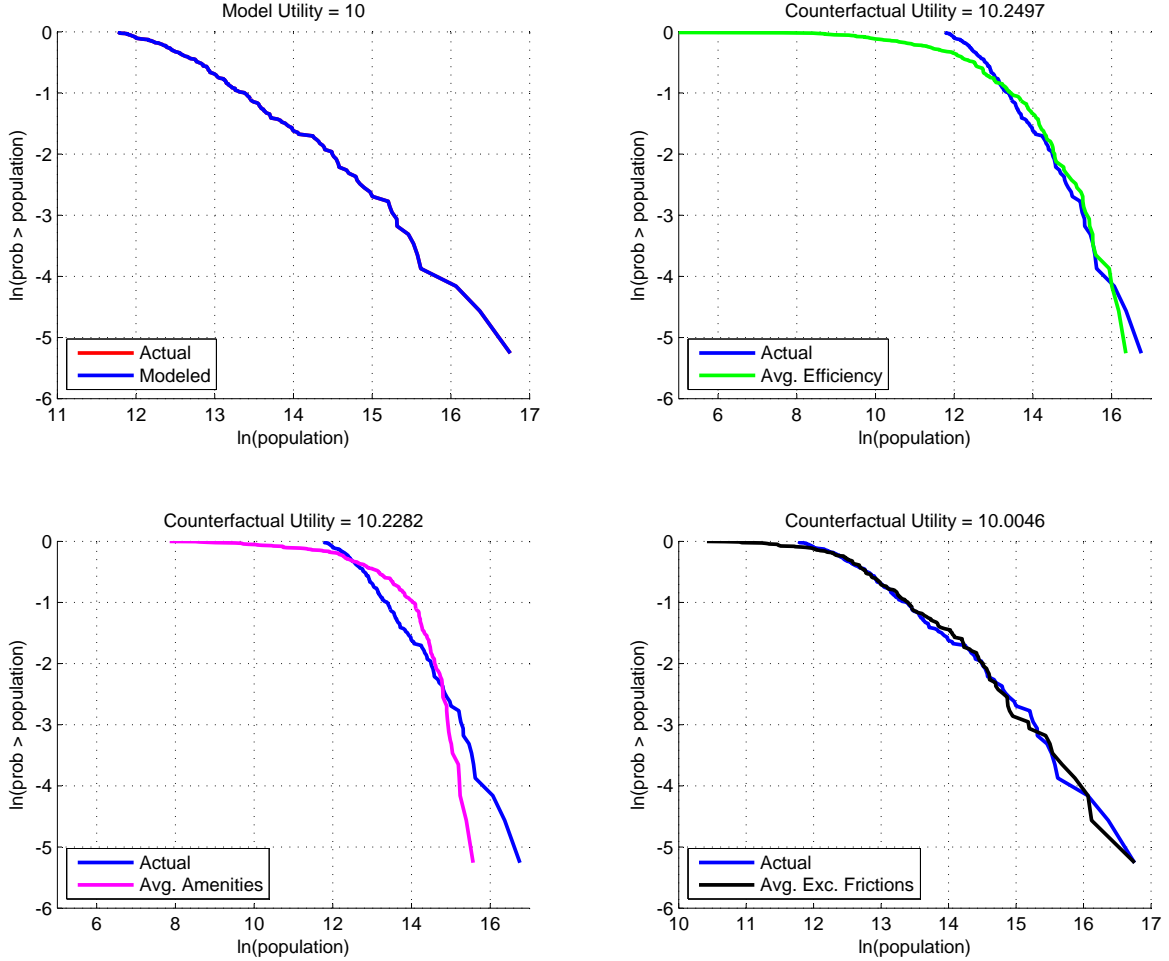 Model Utility = 10
0
-1
-2
-3
-4
-5
-6
ln(prob > population)
Actual
Modeled
11 12 13 14 15 16 17
ln(population)
Counterfactual Utility = 10.2497
0
-1
-2
-3
-4
-5
-6
ln(prob > population)
Actual
Avg. Efficiency
6 8 10 12 14 16
ln(population)
Counterfactual Utility = 10.2282
0
-1
-2
-3
-4
-5
-6
ln(prob > population)
Actual
Avg. Amenities
6 8 10 12 14 16
ln(population)
Counterfactual Utility = 10.0046
0
-1
-2
-3
-4
-5
-6
ln(prob > population)
Actual
Avg. Exc. Frictions
10 11 12 13 14 15 16 17
ln(population)